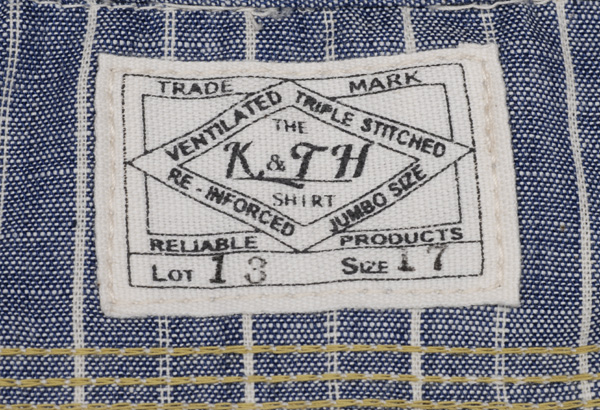 TRADE MARK
VENTILATED TRIPLE STITCHED
THE
K & TH
SHIRT
RE-INFORCED JUMBO SIZE
RELIABLE PRODUCTS
LOT 13 SIZE 17